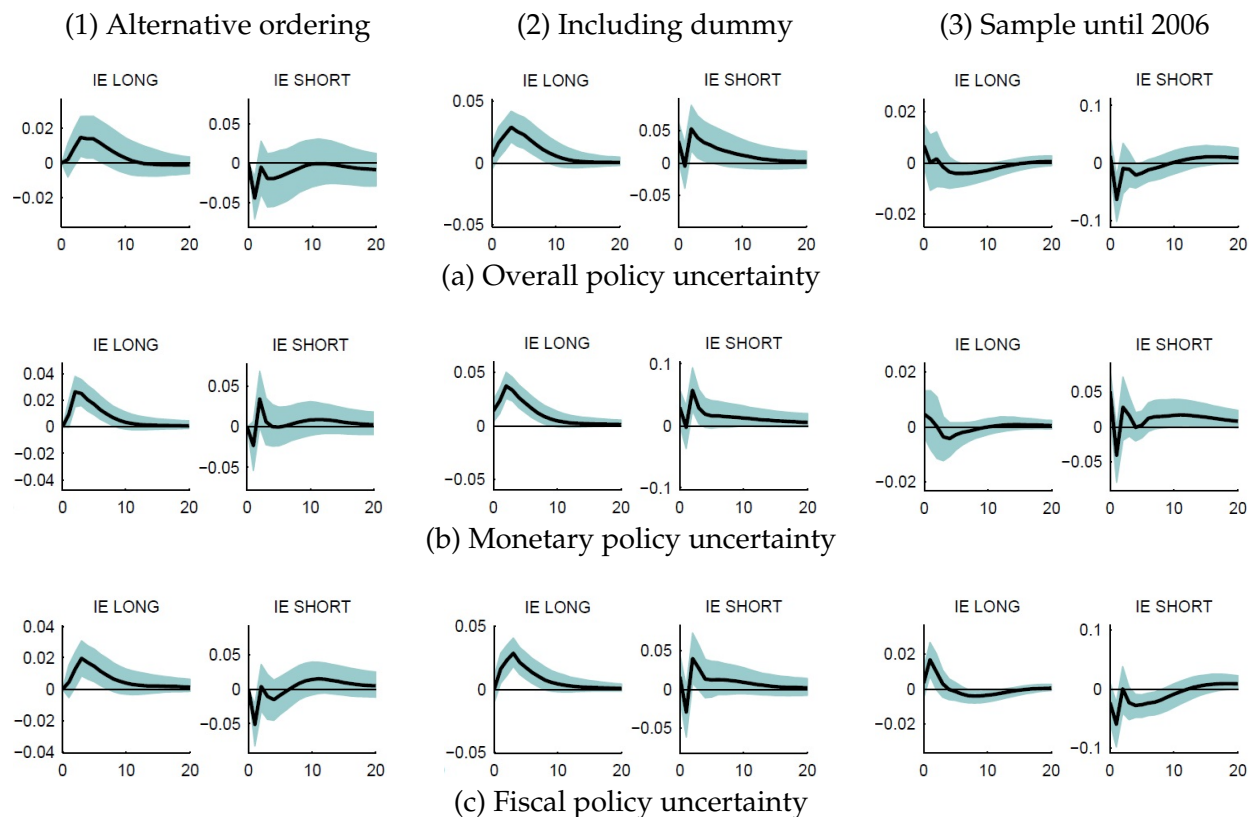 (1) Alternative ordering (2) Including dummy (3) Sample until 2006
IE LONG IE SHORT IE LONG IE SHORT IE LONG IE SHORT
0.02 0 −0.02 0.05 0 −0.05 0.05 0 −0.05 0.05 0 −0.05 0.02 0 −0.02 0.1 0 −0.1
0 10 20 0 10 20 0 10 20 0 10 20 0 10 20 0 10 20
(a) Overall policy uncertainty
IE LONG IE SHORT IE LONG IE SHORT IE LONG IE SHORT
0.04 0.02 0 −0.02 −0.04 0.05 0 −0.05 0.05 0 −0.05 0.1 0 −0.1 0.02 0 −0.02 0.05 0 −0.05
0 10 20 0 10 20 0 10 20 0 10 20 0 10 20 0 10 20
(b) Monetary policy uncertainty
IE LONG IE SHORT IE LONG IE SHORT IE LONG IE SHORT
0.04 0.02 0 −0.02 −0.04 0.05 0 −0.05 0.05 0 −0.05 0.05 0 −0.05 0.02 0 −0.02 0.1 0 −0.1
0 10 20 0 10 20 0 10 20 0 10 20 0 10 20 0 10 20
(c) Fiscal policy uncertainty